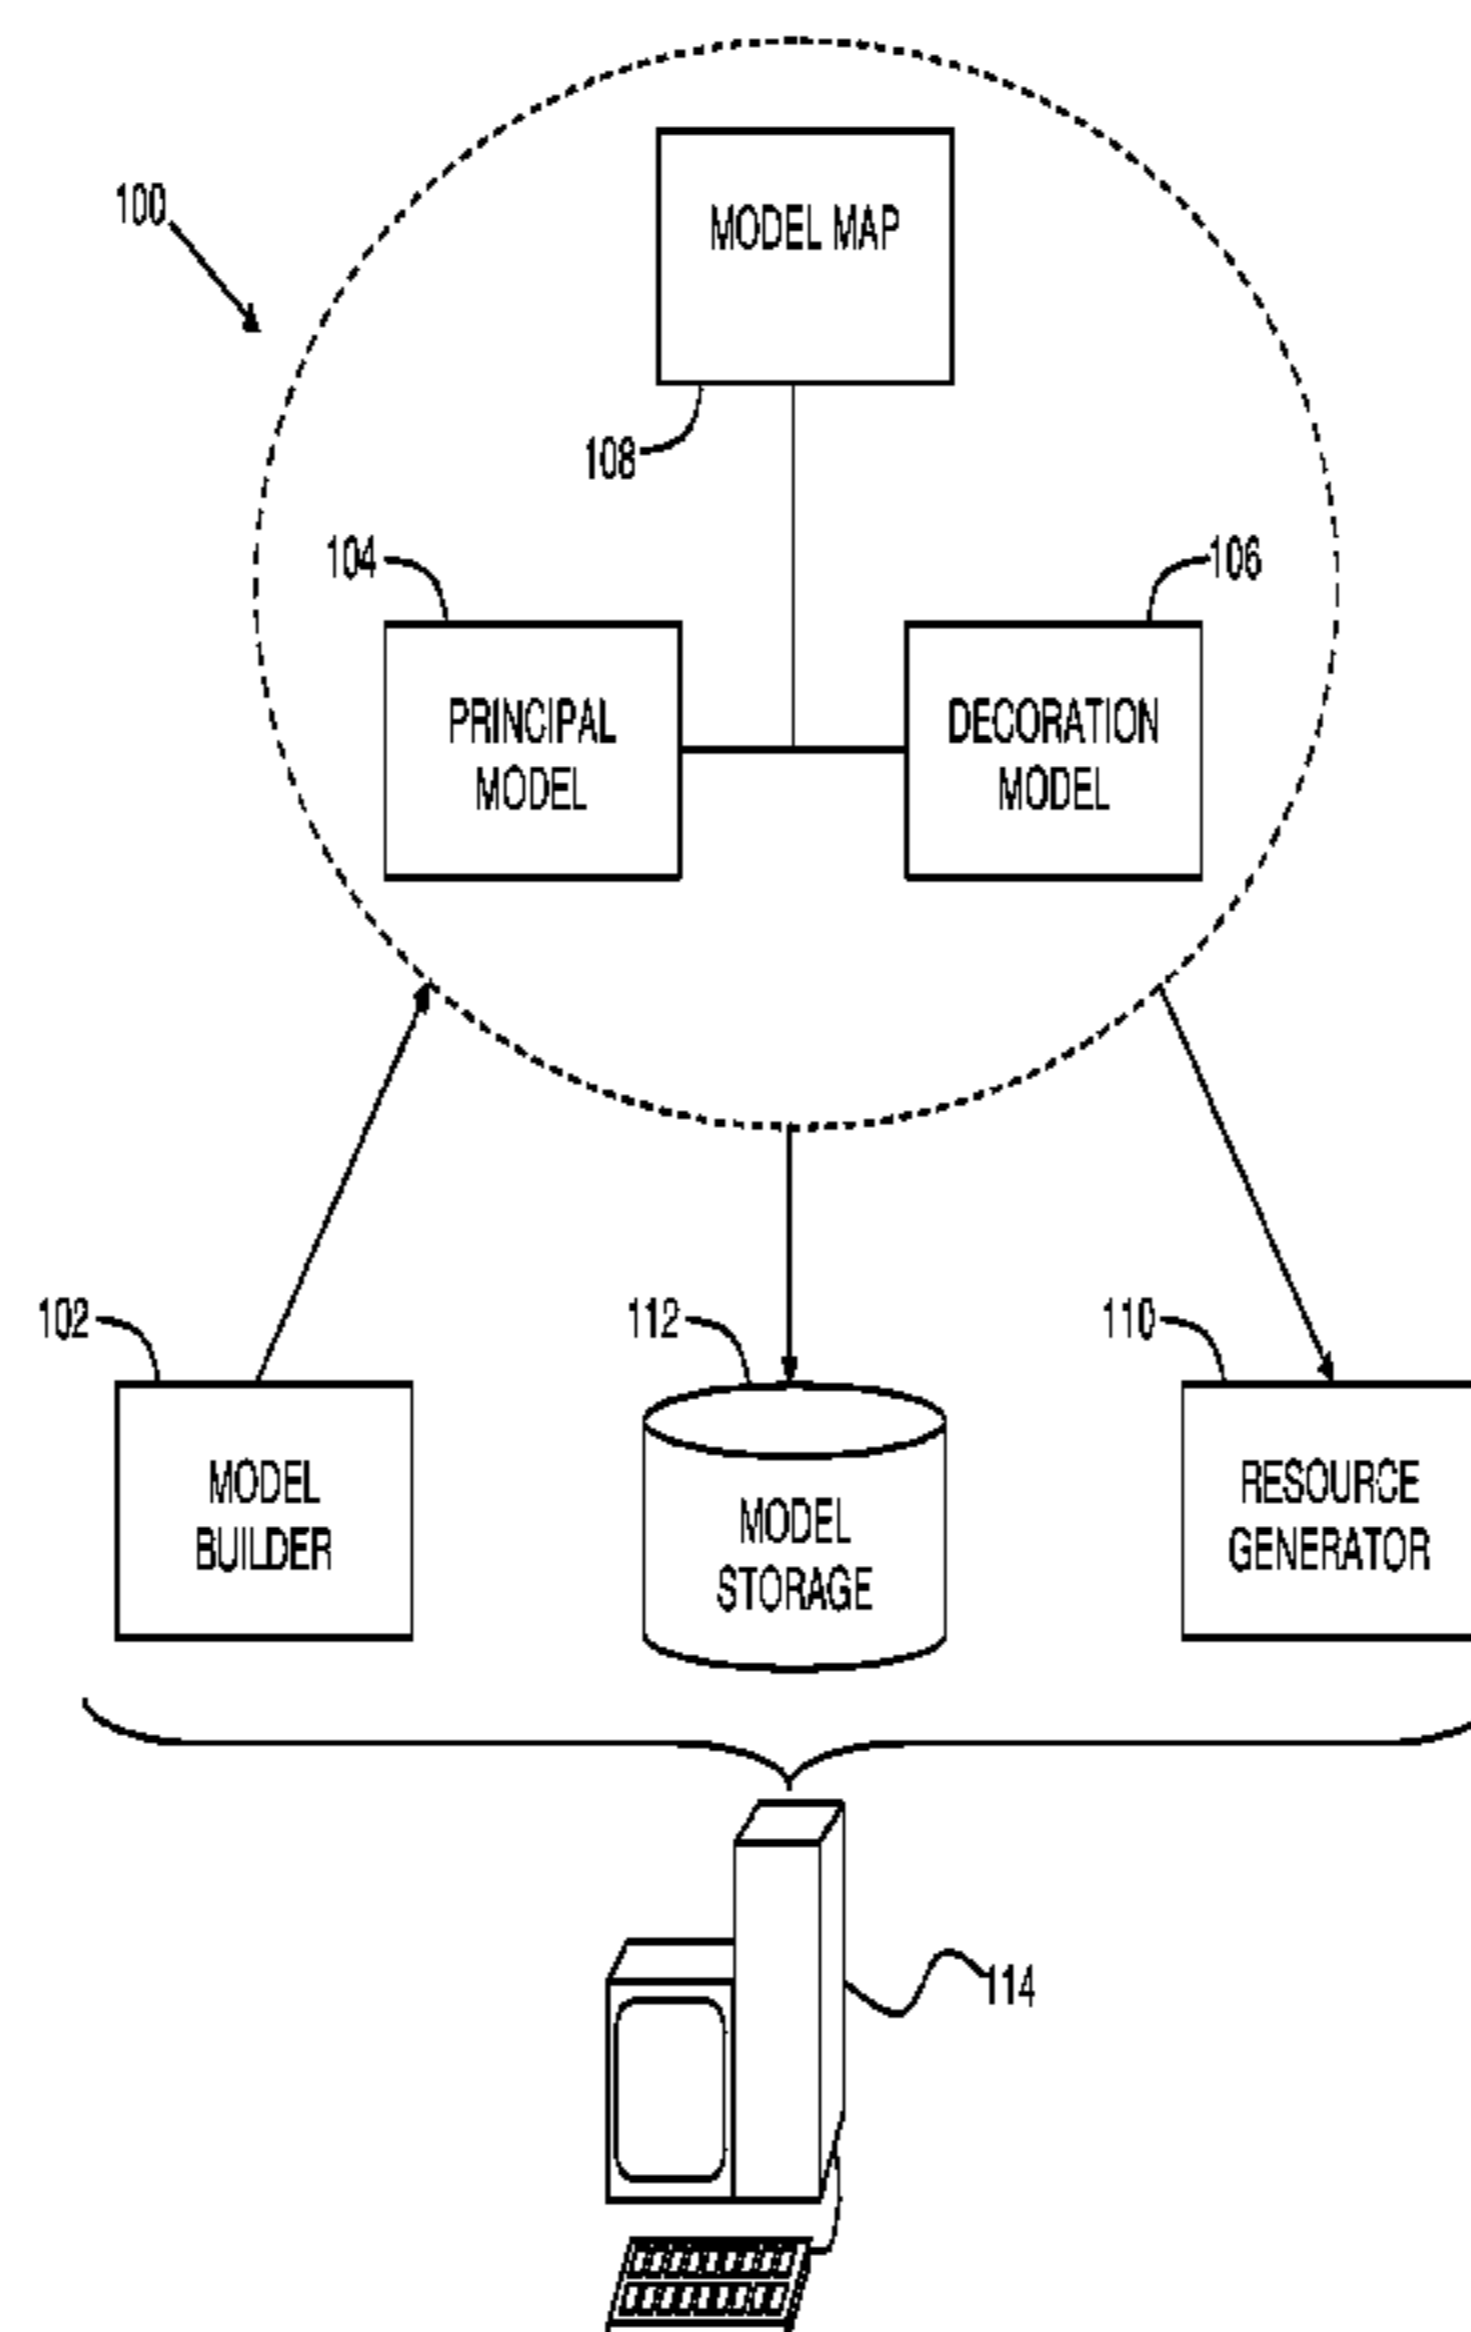 100
MODEL MAP
108
104
106
PRINCIPAL
MODEL
DECORATION
MODEL
102
112
110
MODEL
BUILDER
MODEL
STORAGE
RESOURCE
GENERATOR
114